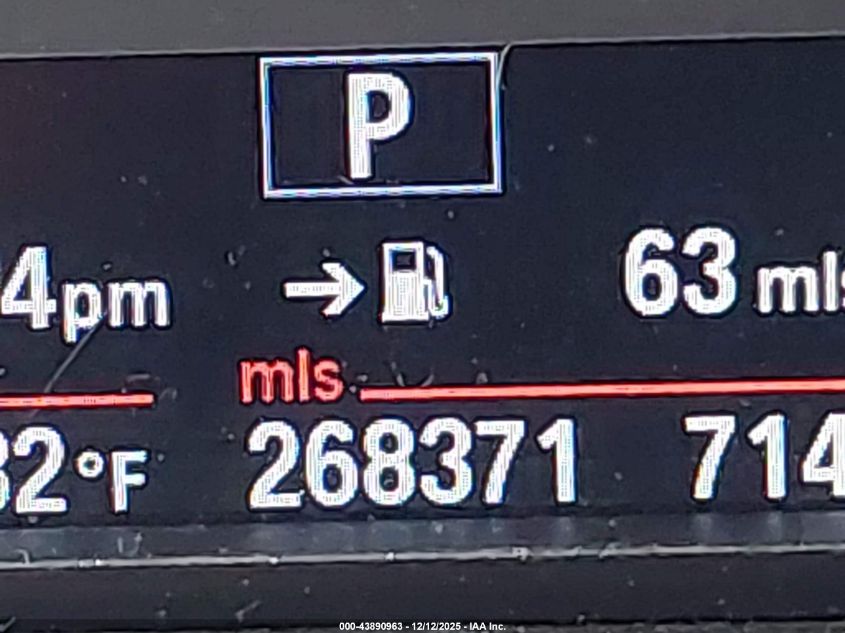 P
4pm → 63 mls
mls
32°F 268371 714
000-43890963 - 12/12/2025 - IAA Inc.